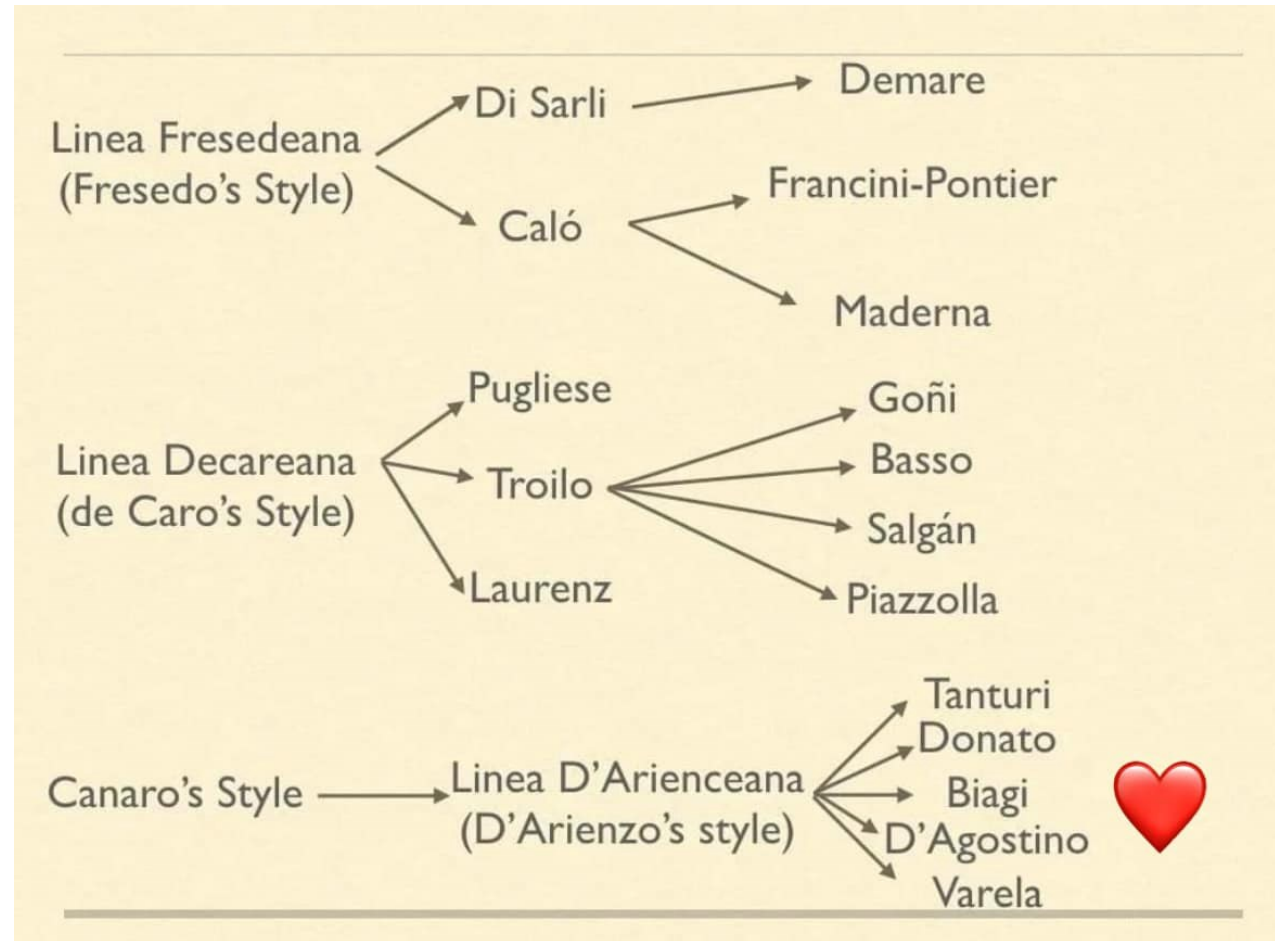 Linea Fresedeana
(Fresedo's Style)
Di Sarli
Demare
Caló
Francini-Pontier
Maderna
Linea Decareana
(de Caro's Style)
Pugliese
Troilo
Laurenz
Goñi
Basso
Salgán
Piazzolla
Canaro's Style
Linea D'Arienceana
(D'Arienzo's style)
Tanturi
Donato
Biagi
D'Agostino
Varela